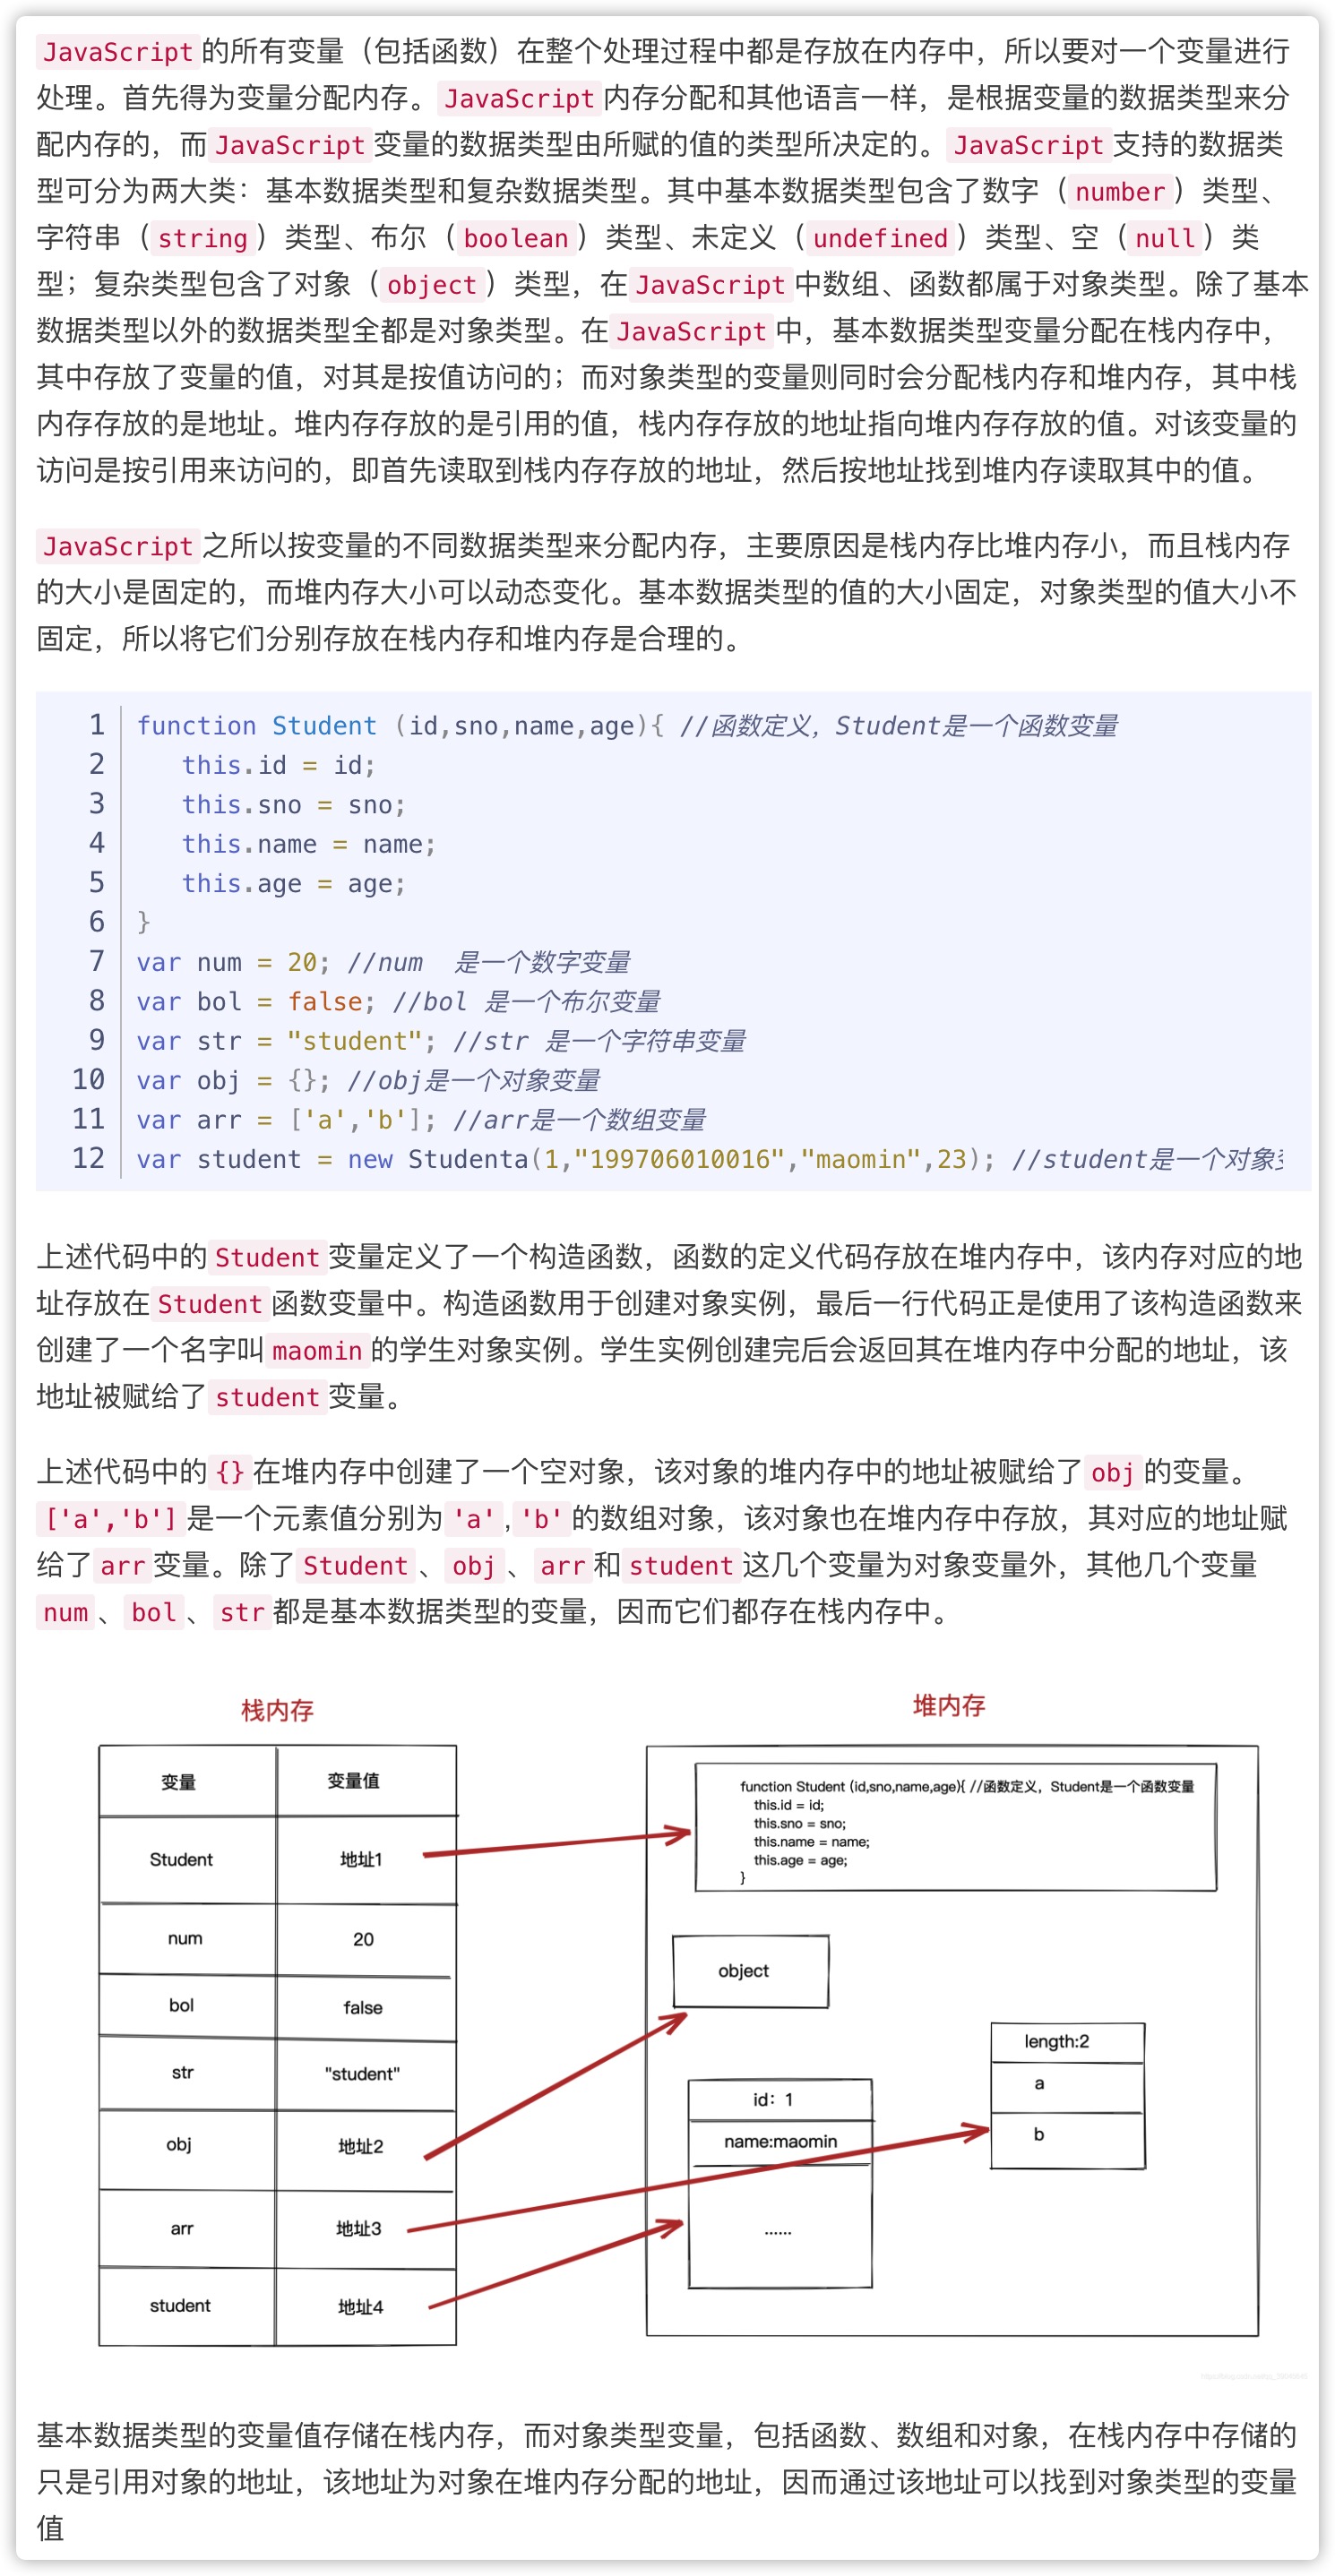 JavaScript的所有变量（包括函数）在整个处理过程中都是存放在内存中，所以要对一个变量进行
处理。首先得为变量分配内存。JavaScript内存分配和其他语言一样，是根据变量的数据类型来分
配内存的，而JavaScript变量的数据类型由所赋的值的类型所决定的。JavaScript支持的数据类
型可分为两大类：基本数据类型和复杂数据类型。其中基本数据类型包含了数字（number）类型、
字符串（string）类型、布尔（boolean）类型、未定义（undefined）类型、空（null）类
型；复杂类型包含了对象（object）类型，在JavaScript中数组、函数都属于对象类型。除了基本
数据类型以外的数据类型全都是对象类型。在JavaScript中，基本数据类型变量分配在栈内存中，
其中存放了变量的值，对其是按值访问的；而对象类型的变量则同时会分配栈内存和堆内存，其中栈
内存存放的是地址。堆内存存放的是引用的值，栈内存存放的地址指向堆内存存放的值。对该变量的
访问是按引用来访问的，即首先读取到栈内存存放的地址，然后按地址找到堆内存读取其中的值。
JavaScript之所以按变量的不同数据类型来分配内存，主要原因是栈内存比堆内存小，而且栈内存
的大小是固定的，而堆内存大小可以动态变化。基本数据类型的值的大小固定，对象类型的值大小不
固定，所以将它们分别存放在栈内存和堆内存是合理的。
1 function Student (id,sno,name,age){ //函数定义，Student是一个函数变量
2 this.id = id;
3 this.sno = sno;
4 this.name = name;
5 this.age = age;
6 }
7 var num = 20; //num  是一个数字变量
8 var bol = false; //bol 是一个布尔变量
9 var str = "student"; //str 是一个字符串变量
10 var obj = {}; //obj是一个对象变量
11 var arr = ['a','b']; //arr是一个数组变量
12 var student = new Studenta(1,"199706010016","maomin",23); //student是一个对象
上述代码中的Student变量定义了一个构造函数，函数的定义代码存放在堆内存中，该内存对应的地
址存放在Student函数变量中。构造函数用于创建对象实例，最后一行代码正是使用了该构造函数来
创建了一个名字叫maomin的学生对象实例。学生实例创建完后会返回其在堆内存中分配的地址，该
地址被赋给了student变量。
上述代码中的{}在堆内存中创建了一个空对象，该对象的堆内存中的地址被赋给了obj的变量。
['a','b']是一个元素值分别为'a','b'的数组对象，该对象也在堆内存中存放，其对应的地址赋
给了arr变量。除了Student、obj、arr和student这几个变量为对象变量外，其他几个变量
num、bol、str都是基本数据类型的变量，因而它们都存在栈内存中。
栈内存
变量 变量值
Student 地址1
num 20
bol false
str "student"
obj 地址2
arr 地址3
student 地址4
堆内存
function Student (id,sno,name,age){ //函数定义，Student是一个函数变量
this.id = id;
this.sno = sno;
this.name = name;
this.age = age;
}
object
id：1
name:maomin
......
length:2
a
b
基本数据类型的变量值存储在栈内存，而对象类型变量，包括函数、数组和对象，在栈内存中存储的
只是引用对象的地址，该地址为对象在堆内存分配的地址，因而通过该地址可以找到对象类型的变量
值